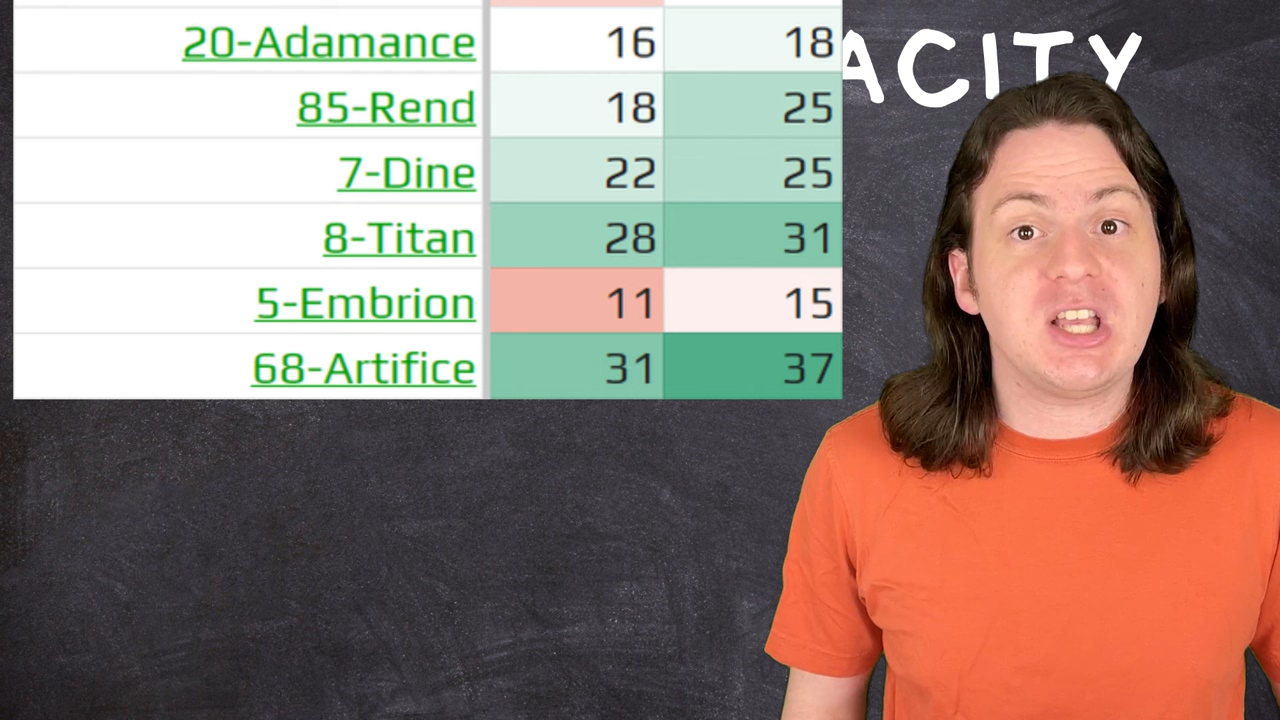 20-Adamance 16 18
ACITY
85-Rend 18 25
7-Dine 22 25
8-Titan 28 31
5-Embrion 11 15
68-Artifice 31 37